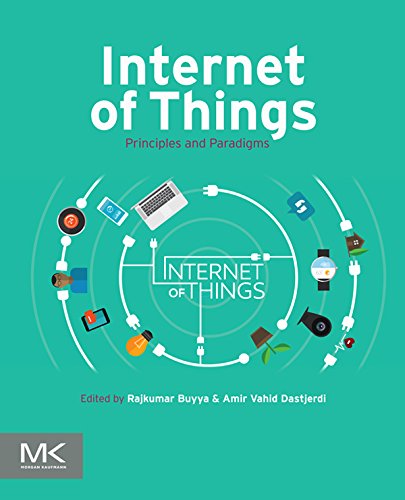 Internet
of Things
Principles and Paradigms
INTERNET
OF THINGS
Edited by Rajkumar Buyya & Amir Vahid Dastjerdi
MK
MORGAN KAUFMANN